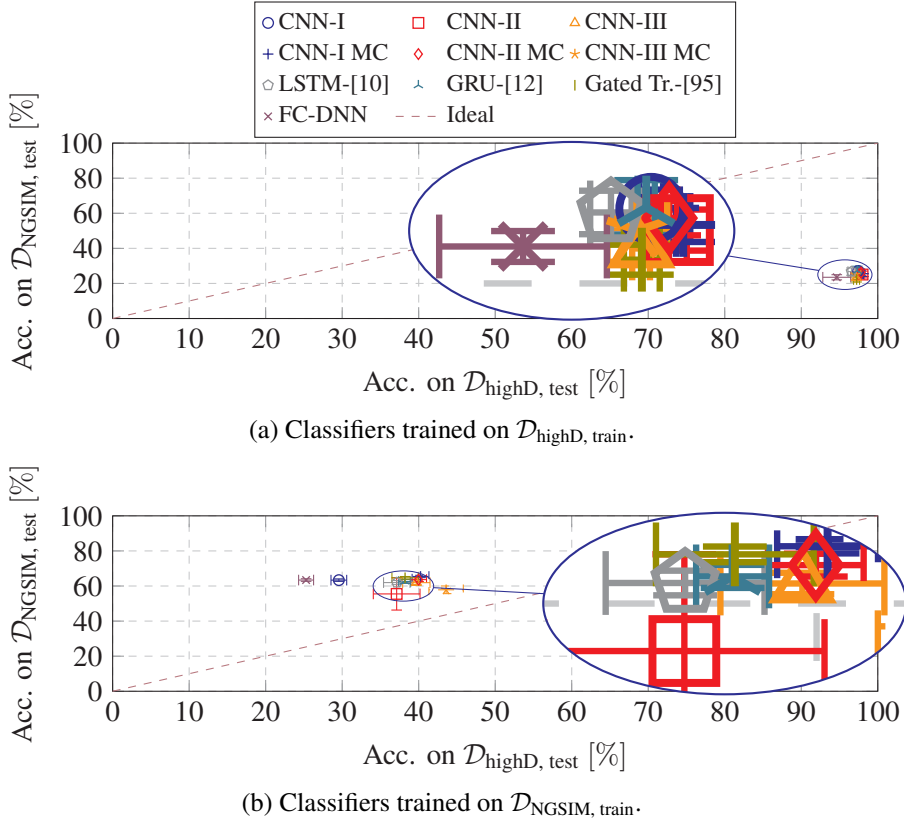 CNN-I CNN-II CNN-III
CNN-I MC CNN-II MC CNN-III MC
LSTM-[10] GRU-[12] Gated Tr.-[95]
FC-DNN Ideal
Acc. on 𝒟NGSIM, test [%]
100
80
60
40
20
0
0 10 20 30 40 50 60 70 80 90 100
Acc. on 𝒟highD, test [%]
(a) Classifiers trained on 𝒟highD, train.
Acc. on 𝒟NGSIM, test [%]
100
80
60
40
20
0
0 10 20 30 40 50 60 70 80 90 100
Acc. on 𝒟highD, test [%]
(b) Classifiers trained on 𝒟NGSIM, train.